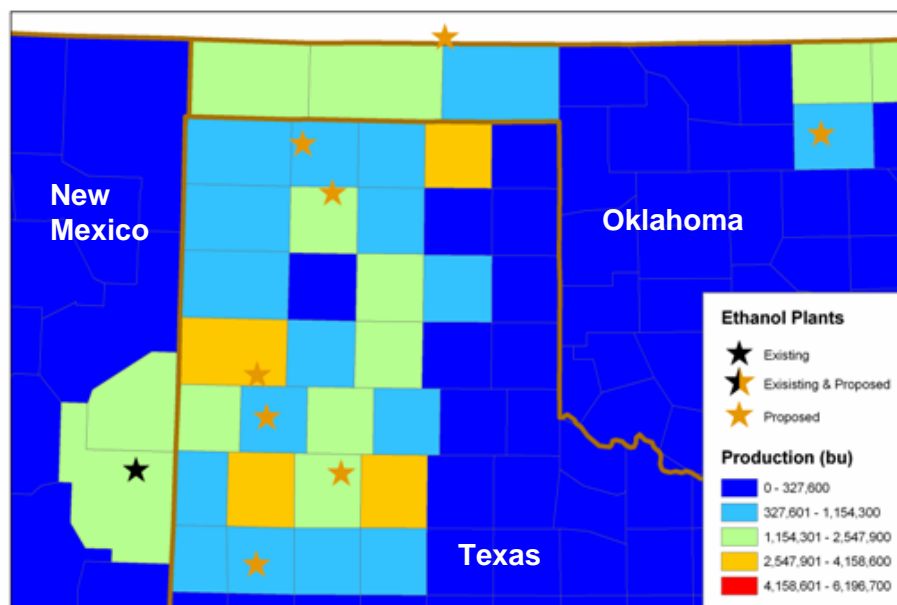 New
Mexico
Oklahoma
Texas
Ethanol Plants
Existing
Exisisting & Proposed
Proposed
Production (bu)
0 - 327,600
327,601 - 1,154,300
1,154,301 - 2,547,900
2,547,901 - 4,158,600
4,158,601 - 6,196,700